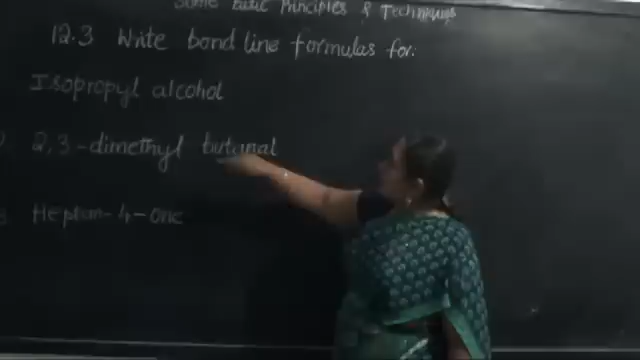 Some Basic Principles & Techniques
12.3 Write bond line formulas for:
Isopropyl alcohol
2,3-dimethyl butanal
Heptan-4-one